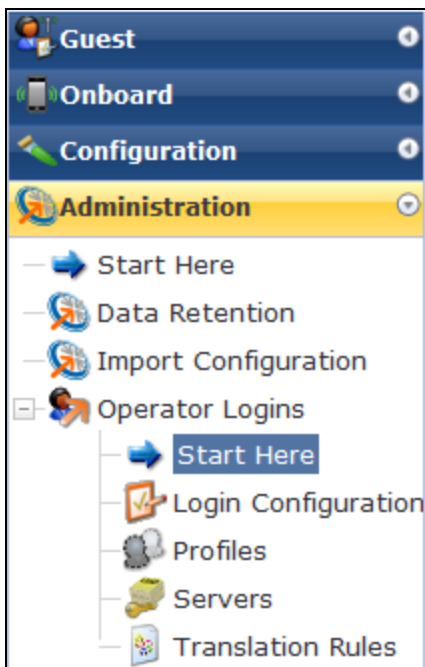 Guest
Onboard
Configuration
Administration
Start Here
Data Retention
Import Configuration
Operator Logins
Start Here
Login Configuration
Profiles
Servers
Translation Rules